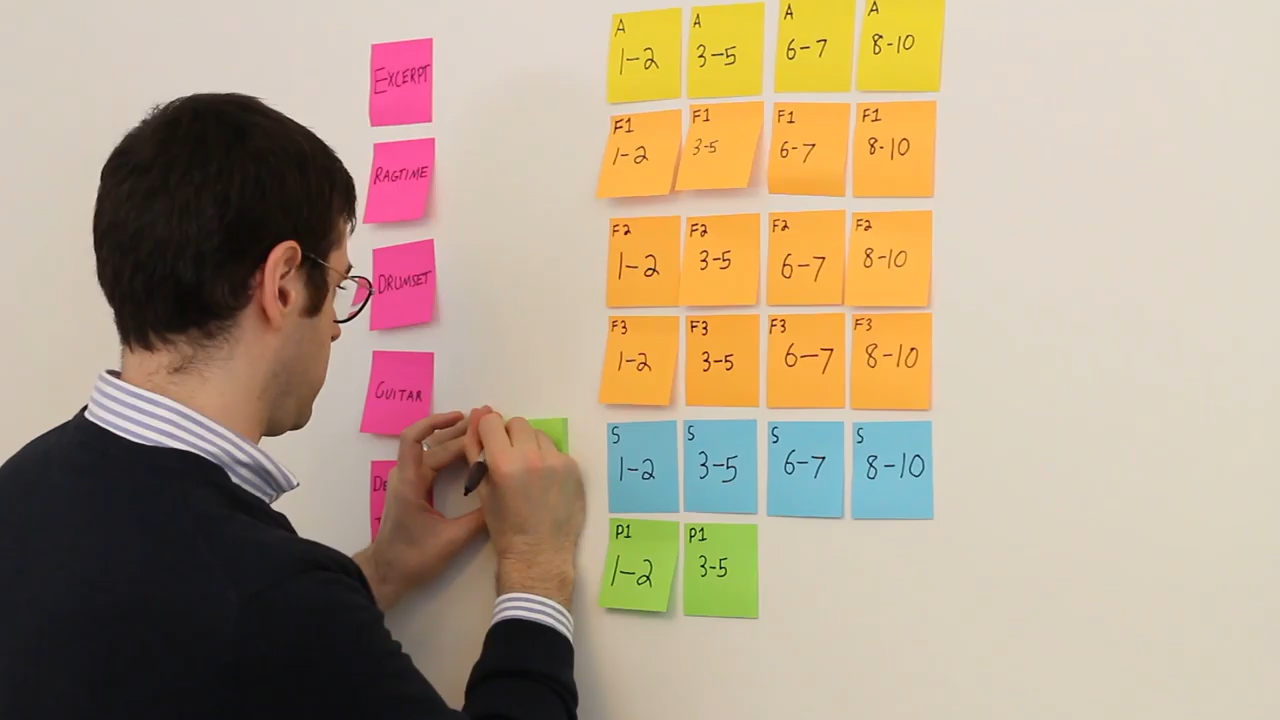 EXCERPT
RAGTIME
DRUMSET
GUITAR
A
1-2
A
3-5
A
6-7
A
8-10
F1
1-2
F1
3-5
F1
6-7
F1
8-10
F2
1-2
F2
3-5
F2
6-7
F2
8-10
F3
1-2
F3
3-5
F3
6-7
F3
8-10
S
1-2
S
3-5
S
6-7
S
8-10
P1
1-2
P1
3-5